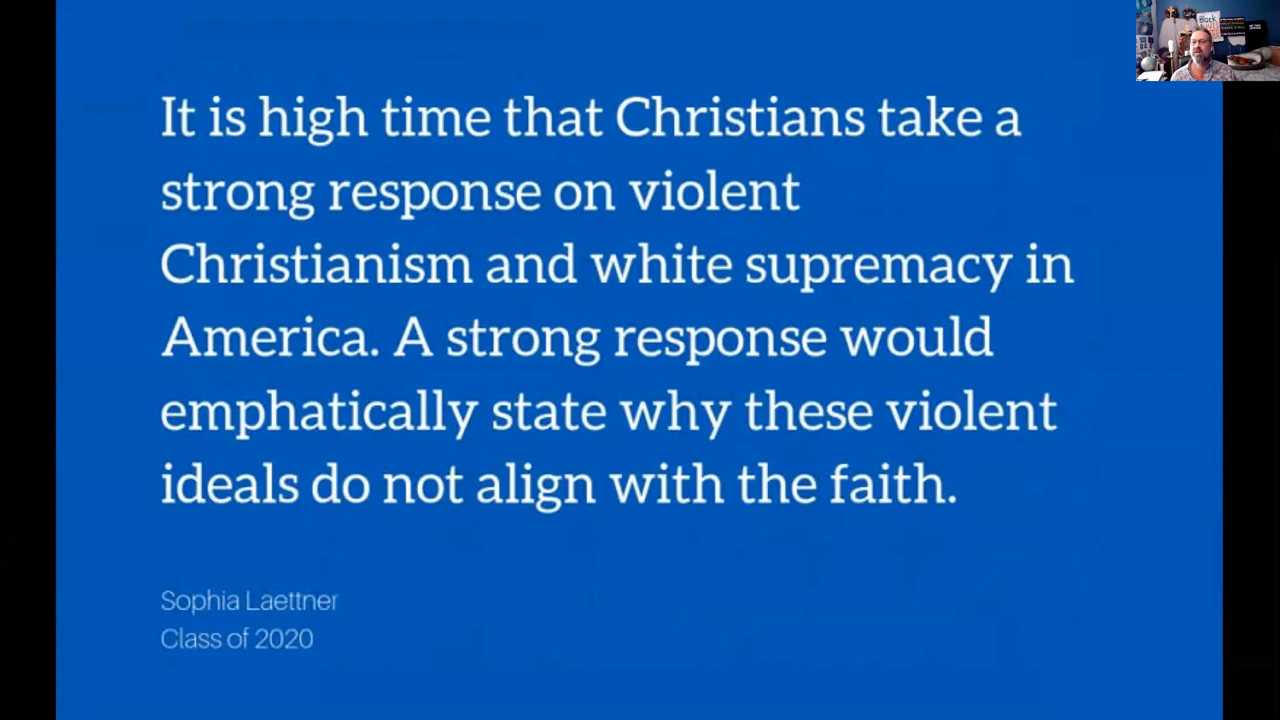 It is high time that Christians take a
strong response on violent
Christianism and white supremacy in
America. A strong response would
emphatically state why these violent
ideals do not align with the faith.
Sophia Laettner
Class of 2020
Black